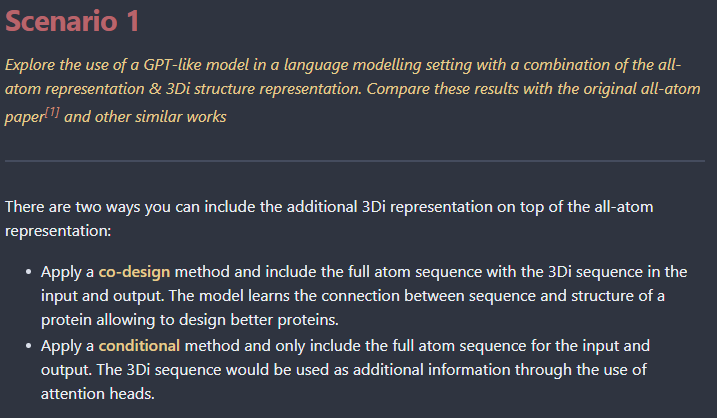 Scenario 1
Explore the use of a GPT-like model in a language modelling setting with a combination of the all-
atom representation & 3Di structure representation. Compare these results with the original all-atom
paper[1] and other similar works
There are two ways you can include the additional 3Di representation on top of the all-atom
representation:
• Apply a co-design method and include the full atom sequence with the 3Di sequence in the
input and output. The model learns the connection between sequence and structure of a
protein allowing to design better proteins.
• Apply a conditional method and only include the full atom sequence for the input and
output. The 3Di sequence would be used as additional information through the use of
attention heads.